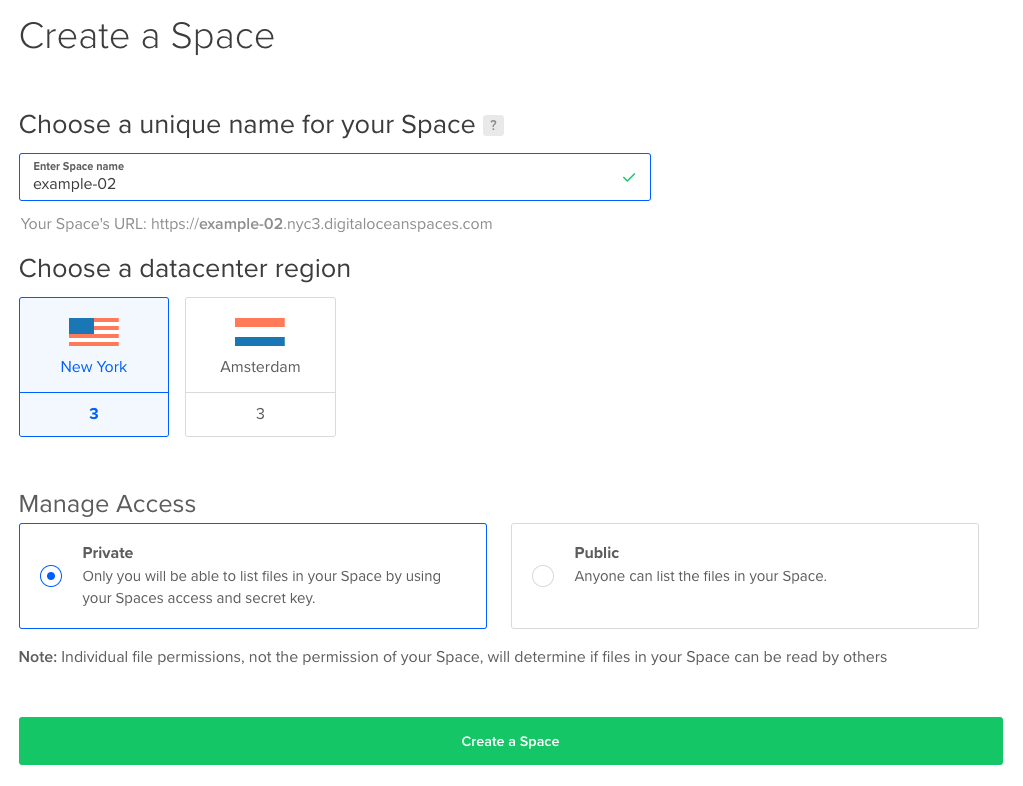 Create a Space
Choose a unique name for your Space ?
Enter Space name
example-02
Your Space's URL: https://example-02.nyc3.digitaloceanspaces.com
Choose a datacenter region
New York
3
Amsterdam
3
Manage Access
Private
Only you will be able to list files in your Space by using
your Spaces access and secret key.
Public
Anyone can list the files in your Space.
Note: Individual file permissions, not the permission of your Space, will determine if files in your Space can be read by others
Create a Space